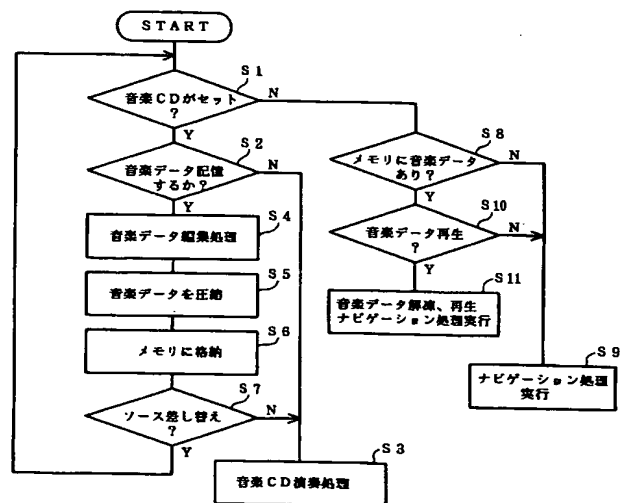 START
S1
音楽CDがセット
?
N
Y
S2
音楽データ記憶
するか?
N
Y
S4
音楽データ編集処理
S5
音楽データを圧縮
S6
メモリに格納
S7
ソース差し替え
?
N
Y
S3
音楽CD演奏処理
S8
メモリに音楽データ
あり?
N
Y
S10
音楽データ再生
?
N
Y
S11
音楽データ解凍、再生
ナビゲーション処理実行
S9
ナビゲーション処理
実行